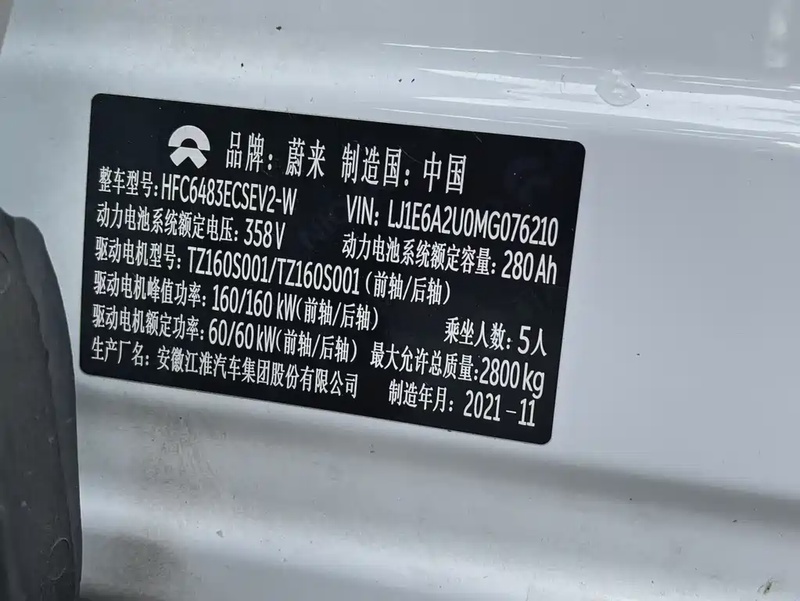 品牌：蔚来 制造国：中国
整车型号：HFC6483ECSEV2-W VIN：LJ1E6A2U0MG076210
动力电池系统额定电压：358V 动力电池系统额定容量：280Ah
驱动电机型号：TZ160S001/TZ160S001（前轴/后轴）
驱动电机峰值功率：160/160kW（前轴/后轴） 乘坐人数：5人
驱动电机额定功率：60/60kW（前轴/后轴） 最大允许总质量：2800kg
生产厂名：安徽江淮汽车集团股份有限公司 制造年月：2021-11